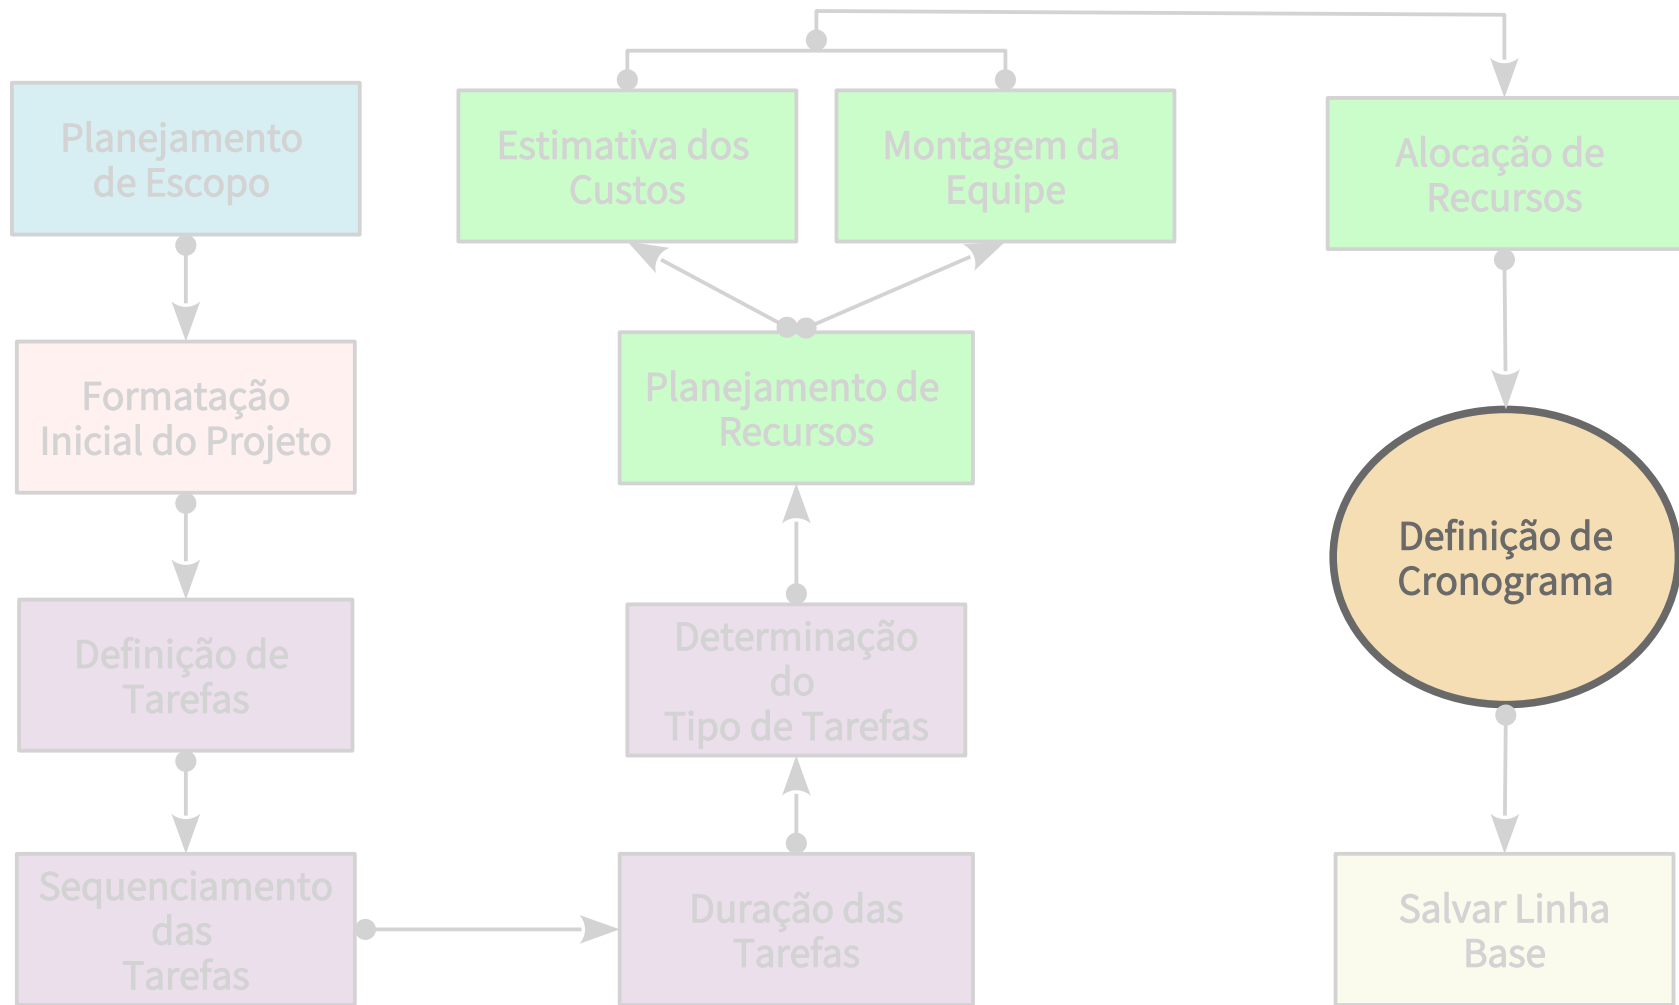 Planejamento
de Escopo
Formatação
Inicial do Projeto
Definição de
Tarefas
Sequenciamento
das
Tarefas
Duração das
Tarefas
Determinação
do
Tipo de Tarefas
Planejamento de
Recursos
Estimativa dos
Custos
Montagem da
Equipe
Alocação de
Recursos
Definição de
Cronograma
Salvar Linha
Base